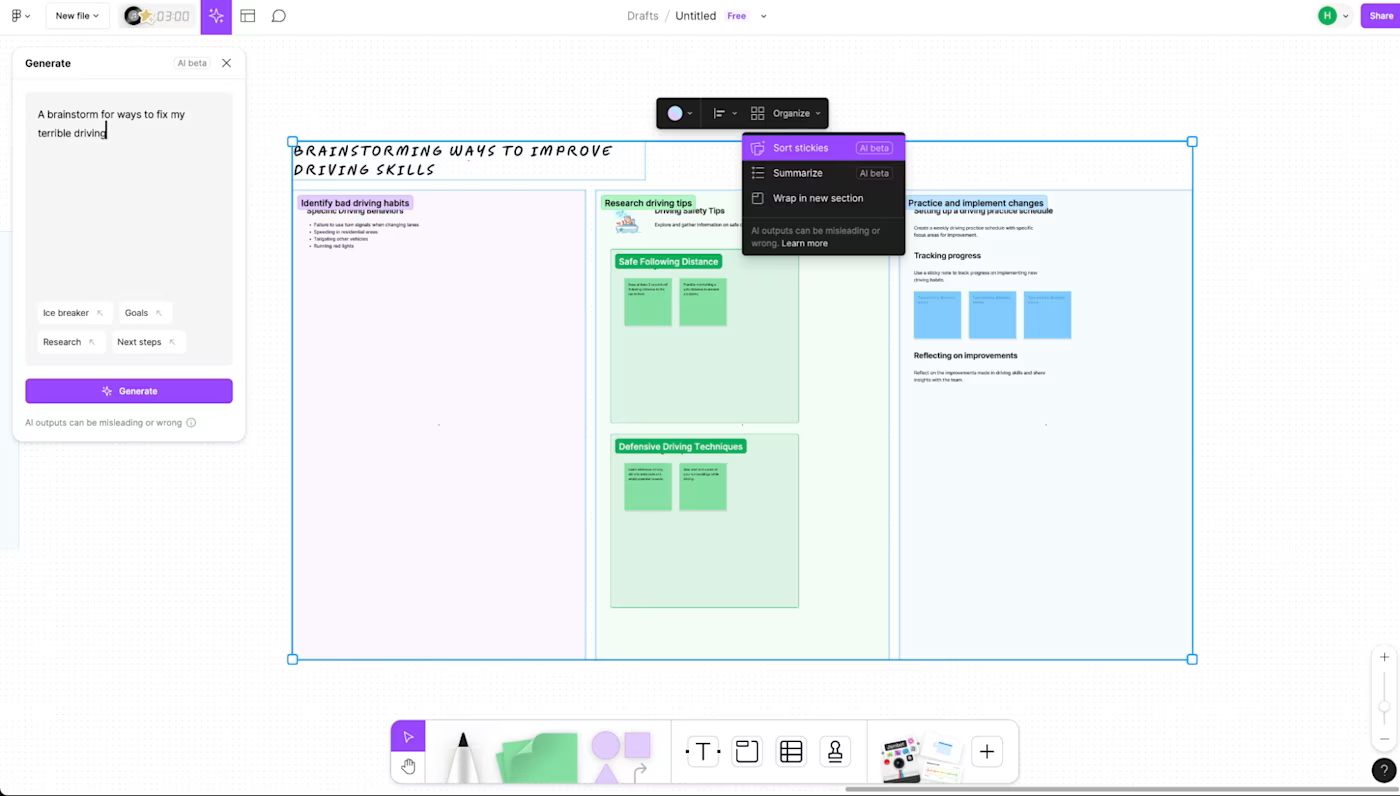 New file
03:00
Drafts / Untitled Free
H
Share
Generate
AI beta
A brainstorm for ways to fix my
terrible driving
Ice breaker
Goals
Research
Next steps
Generate
AI outputs can be misleading or wrong
Organize
Sort stickies AI beta
Summarize AI beta
Wrap in new section
AI outputs can be misleading or
wrong. Learn more
BRAINSTORMING WAYS TO IMPROVE
DRIVING SKILLS
Identify bad driving habits
Specific Driving Behaviors
Failure to use turn signals when changing lanes
Speeding in residential areas
Tailgating other vehicles
Running red lights
Research driving tips
Driving Safety Tips
Explore and gather information on safe
Safe Following Distance
Defensive Driving Techniques
Practice and implement changes
Setting up a driving practice schedule
Create a weekly driving practice schedule with specific
focus areas for improvement.
Tracking progress
Use a sticky note to track progress on implementing new
driving habits.
Reflecting on improvements
Reflect on the improvements made in driving skills and share
insights with the team
T
+
?